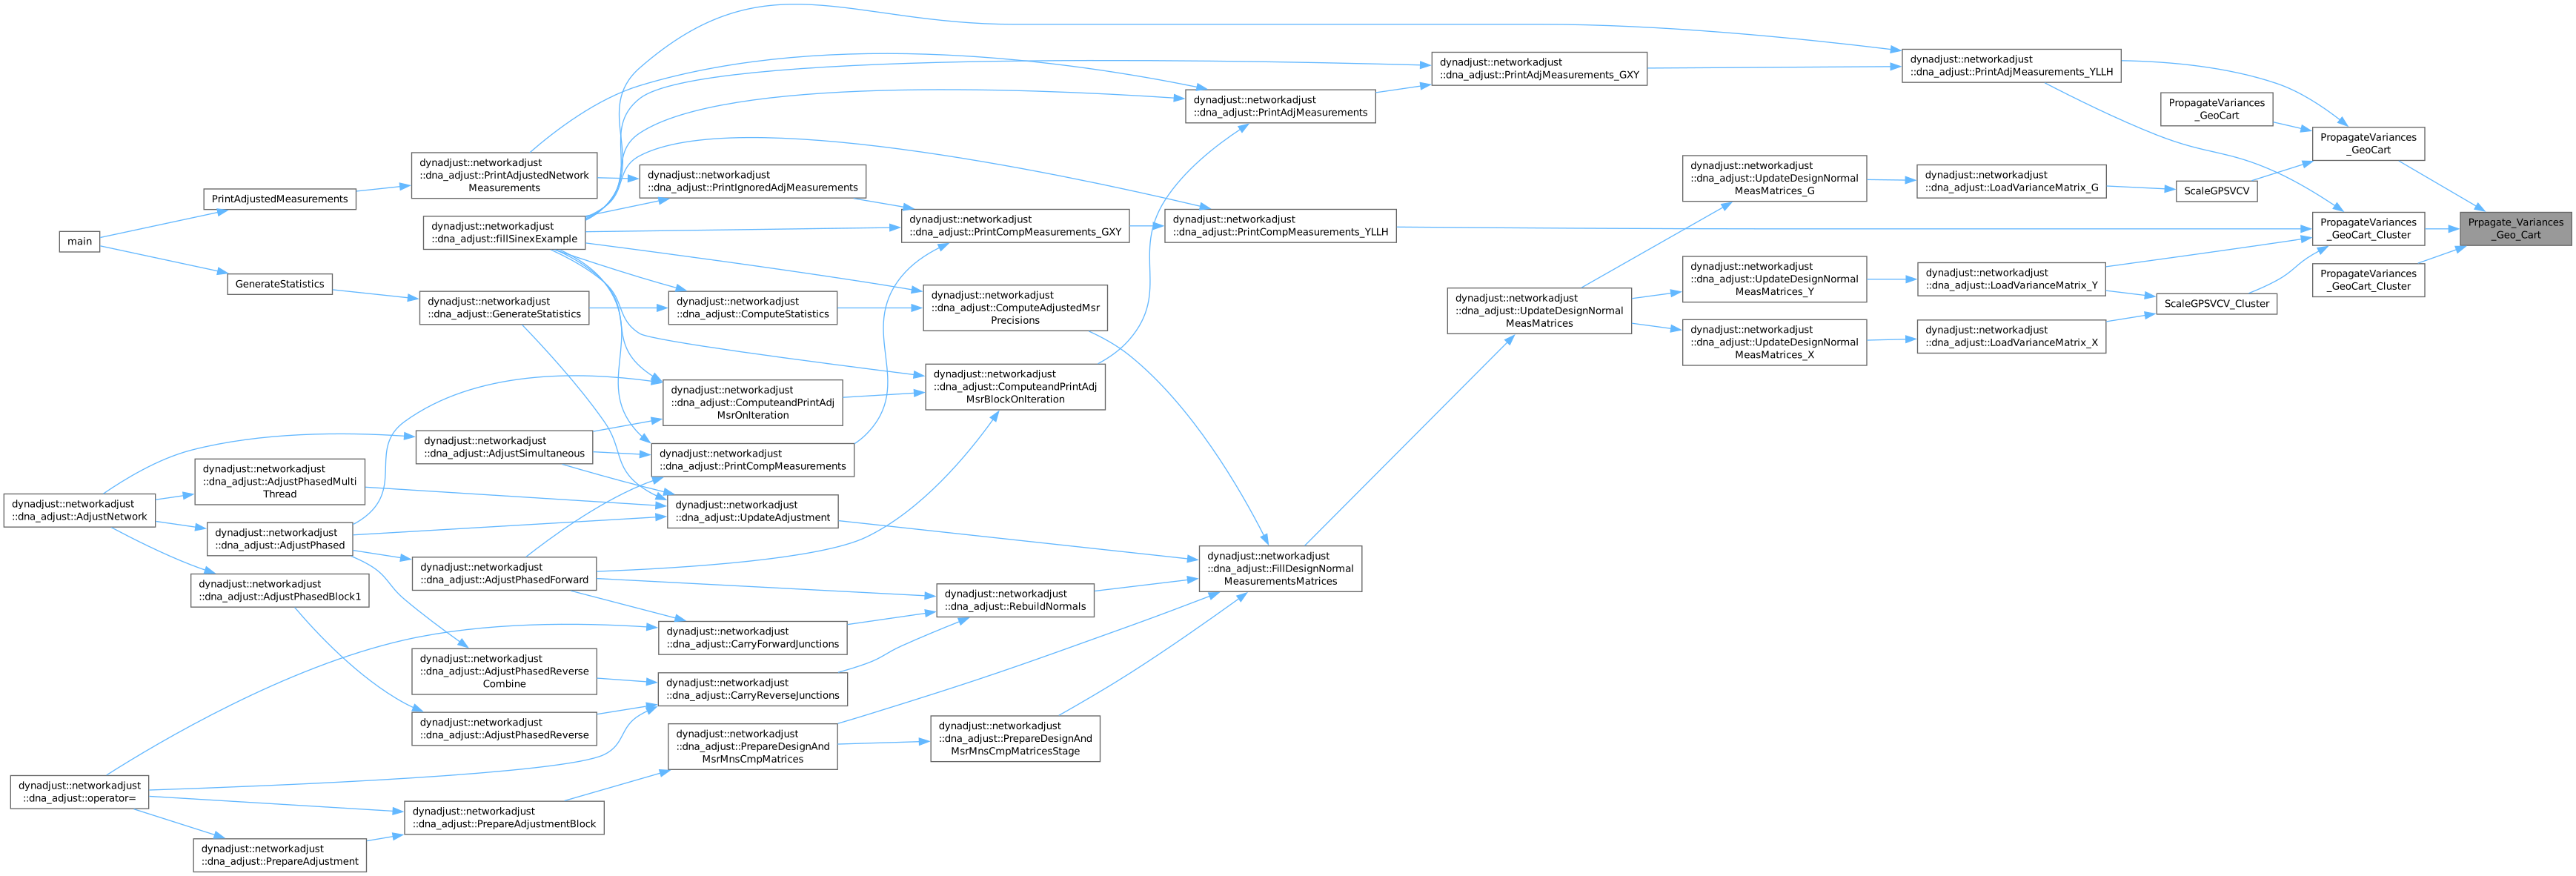 main
PrintAdjustedMeasurements
GenerateStatistics
dynadjust::networkadjust
::dna_adjust::AdjustNetwork
dynadjust::networkadjust
::dna_adjust::AdjustPhasedMulti
Thread
dynadjust::networkadjust
::dna_adjust::AdjustPhased
dynadjust::networkadjust
::dna_adjust::AdjustPhasedBlock1
dynadjust::networkadjust
::dna_adjust::operator=
dynadjust::networkadjust
::dna_adjust::PrepareAdjustment
dynadjust::networkadjust
::dna_adjust::PrintAdjustedNetwork
Measurements
dynadjust::networkadjust
::dna_adjust::fillSinexExample
dynadjust::networkadjust
::dna_adjust::GenerateStatistics
dynadjust::networkadjust
::dna_adjust::AdjustSimultaneous
dynadjust::networkadjust
::dna_adjust::AdjustPhasedForward
dynadjust::networkadjust
::dna_adjust::AdjustPhasedReverse
Combine
dynadjust::networkadjust
::dna_adjust::AdjustPhasedReverse
dynadjust::networkadjust
::dna_adjust::PrepareAdjustmentBlock
dynadjust::networkadjust
::dna_adjust::PrintIgnoredAdjMeasurements
dynadjust::networkadjust
::dna_adjust::ComputeStatistics
dynadjust::networkadjust
::dna_adjust::ComputeandPrintAdj
MsrOnIteration
dynadjust::networkadjust
::dna_adjust::PrintCompMeasurements
dynadjust::networkadjust
::dna_adjust::UpdateAdjustment
dynadjust::networkadjust
::dna_adjust::CarryForwardJunctions
dynadjust::networkadjust
::dna_adjust::CarryReverseJunctions
dynadjust::networkadjust
::dna_adjust::PrepareDesignAnd
MsrMnsCmpMatrices
dynadjust::networkadjust
::dna_adjust::PrintCompMeasurements_GXY
dynadjust::networkadjust
::dna_adjust::ComputeAdjustedMsr
Precisions
dynadjust::networkadjust
::dna_adjust::ComputeandPrintAdj
MsrBlockOnIteration
dynadjust::networkadjust
::dna_adjust::RebuildNormals
dynadjust::networkadjust
::dna_adjust::PrepareDesignAnd
MsrMnsCmpMatricesStage
dynadjust::networkadjust
::dna_adjust::PrintAdjMeasurements
dynadjust::networkadjust
::dna_adjust::PrintCompMeasurements_YLLH
dynadjust::networkadjust
::dna_adjust::FillDesignNormal
MeasurementsMatrices
dynadjust::networkadjust
::dna_adjust::PrintAdjMeasurements_GXY
dynadjust::networkadjust
::dna_adjust::UpdateDesignNormal
MeasMatrices
dynadjust::networkadjust
::dna_adjust::UpdateDesignNormal
MeasMatrices_G
dynadjust::networkadjust
::dna_adjust::UpdateDesignNormal
MeasMatrices_Y
dynadjust::networkadjust
::dna_adjust::UpdateDesignNormal
MeasMatrices_X
dynadjust::networkadjust
::dna_adjust::PrintAdjMeasurements_YLLH
dynadjust::networkadjust
::dna_adjust::LoadVarianceMatrix_G
dynadjust::networkadjust
::dna_adjust::LoadVarianceMatrix_Y
dynadjust::networkadjust
::dna_adjust::LoadVarianceMatrix_X
PropagateVariances
_GeoCart
ScaleGPSVCV
ScaleGPSVCV_Cluster
PropagateVariances
_GeoCart
PropagateVariances
_GeoCart_Cluster
PropagateVariances
_GeoCart_Cluster
Prpagate_Variances
_Geo_Cart